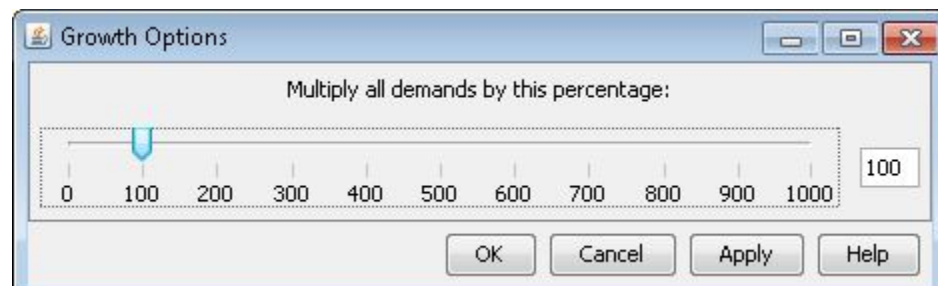 Growth Options
Multiply all demands by this percentage:
0 100 200 300 400 500 600 700 800 900 1000
100
OK Cancel Apply Help